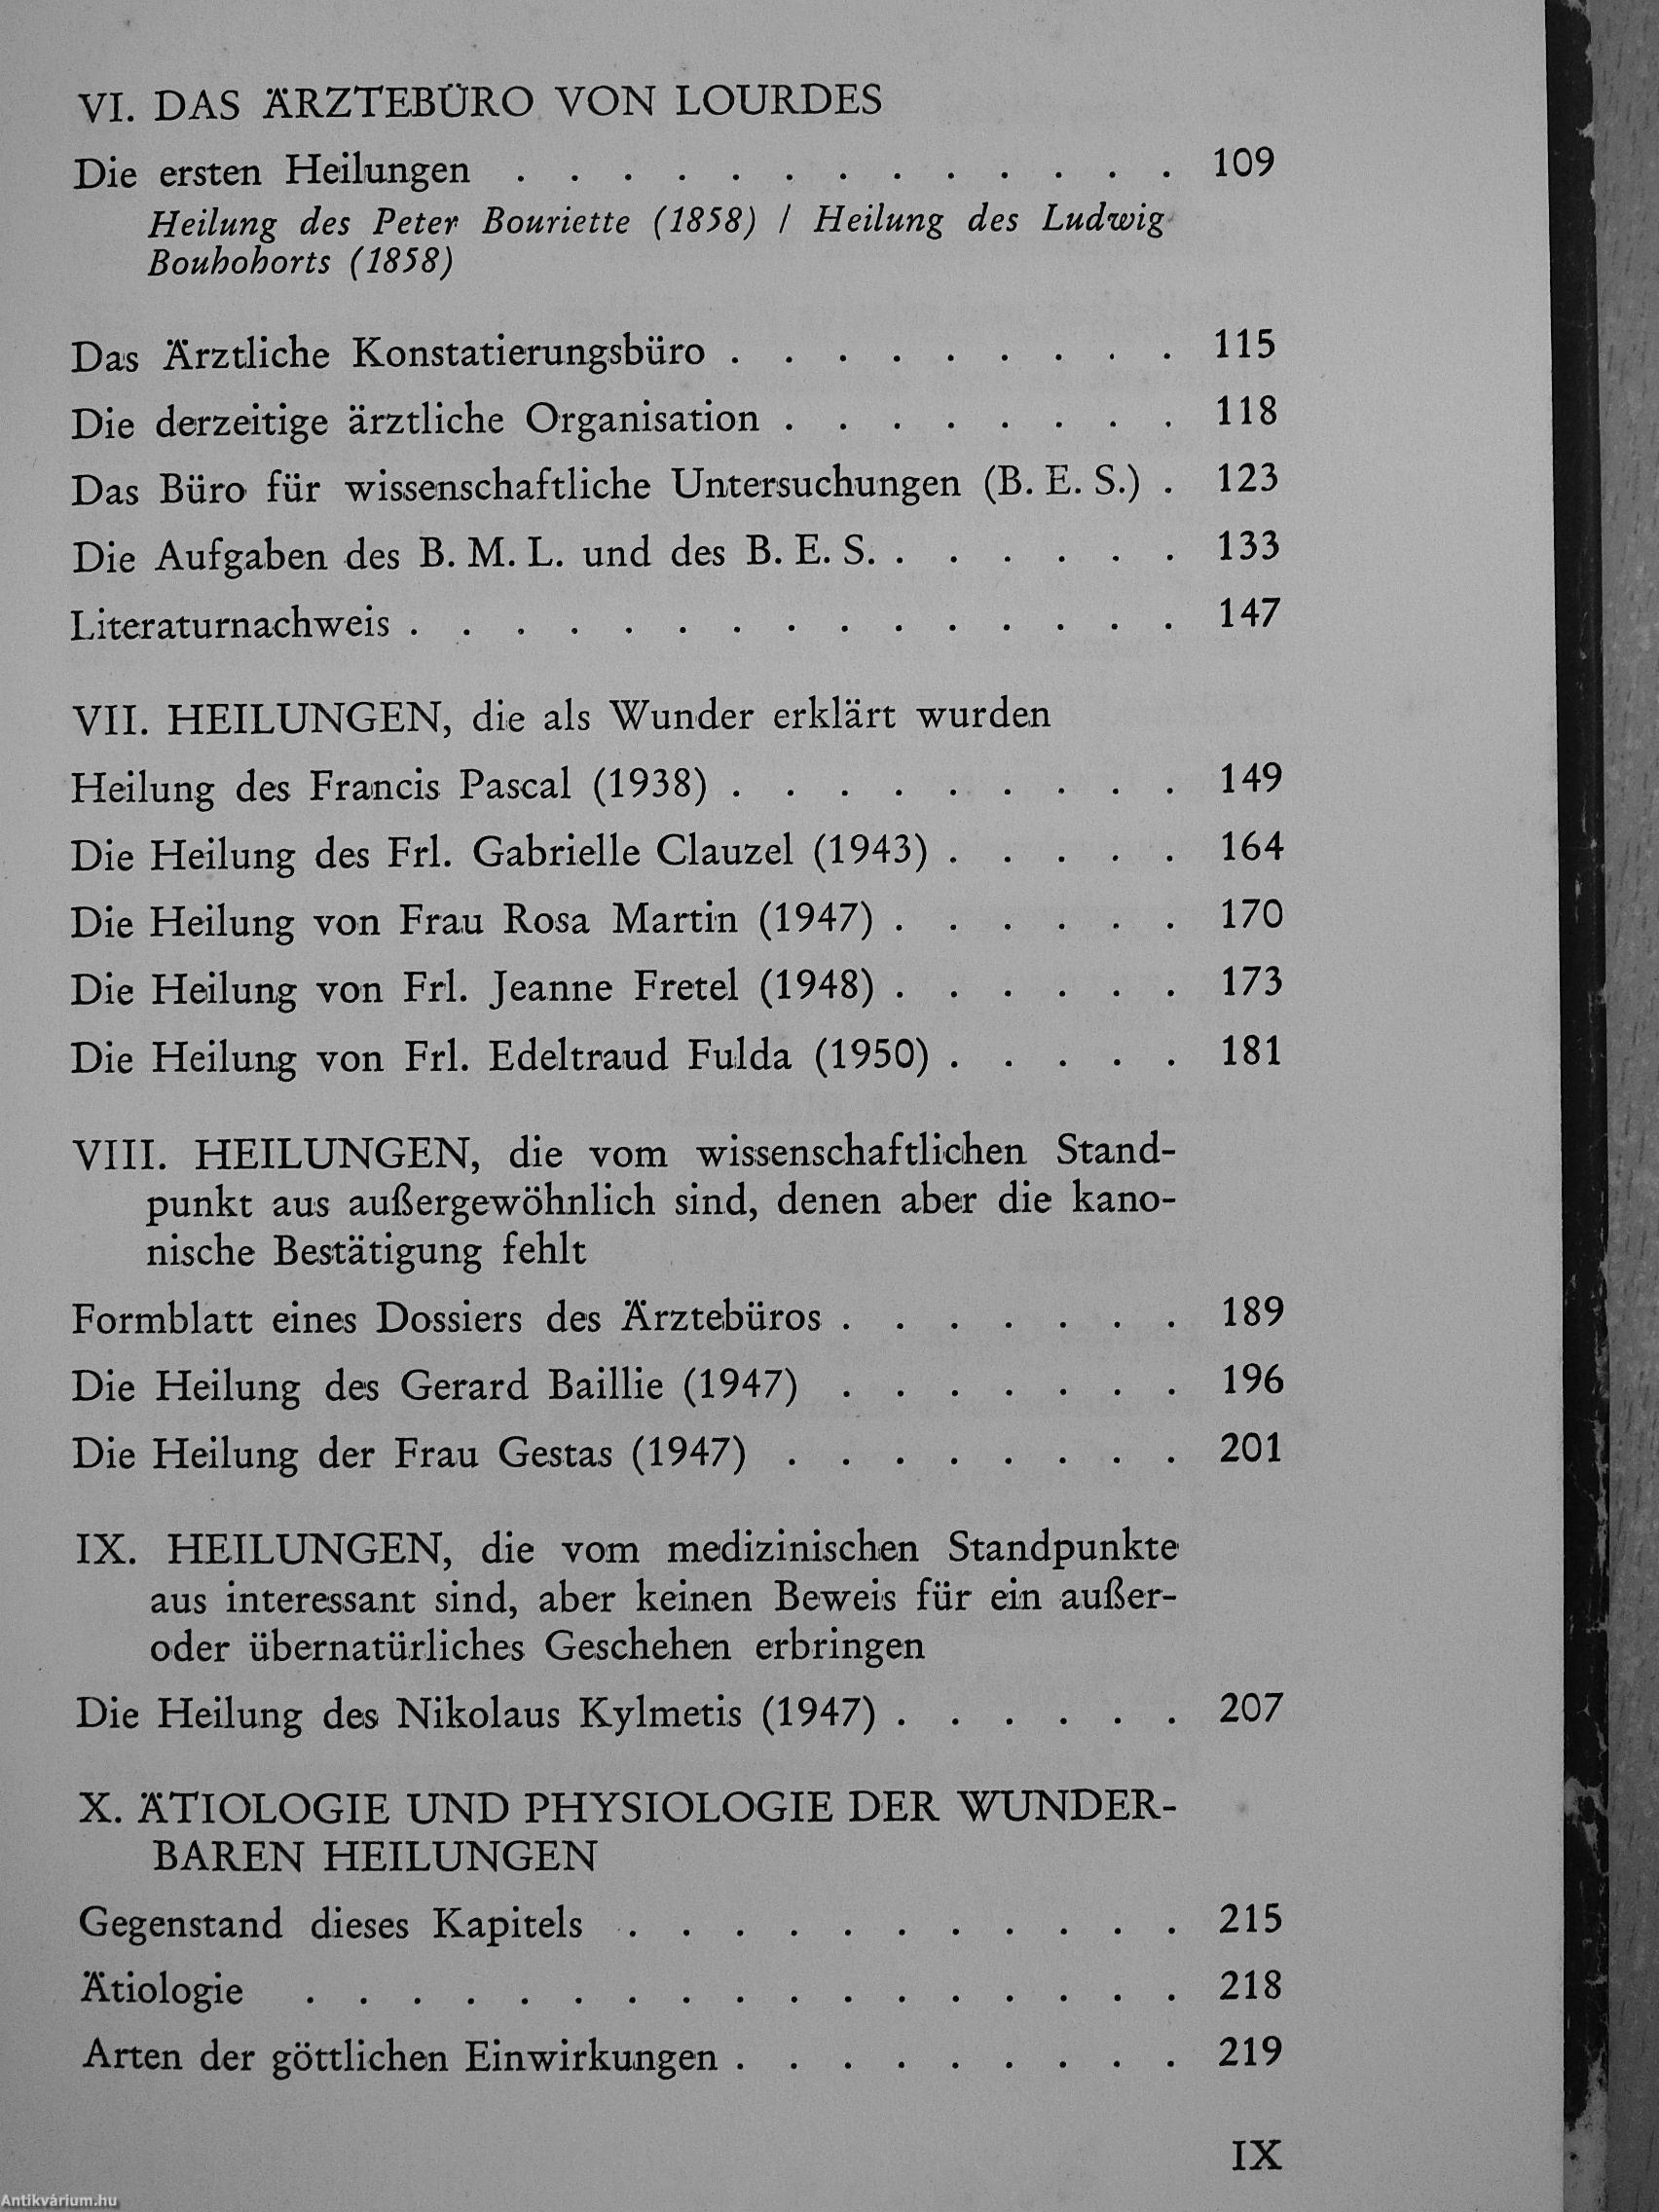 VI. DAS ÄRZTEBÜRO VON LOURDES
Die ersten Heilungen . . . . . . . . . . . . . 109
Heilung des Peter Bouriette (1858) / Heilung des Ludwig
Bouhohorts (1858)
Das Ärztliche Konstatierungsbüro . . . . . . . . . 115
Die derzeitige ärztliche Organisation . . . . . . . . 118
Das Büro für wissenschaftliche Untersuchungen (B. E. S.) . 123
Die Aufgaben des B. M. L. und des B. E. S. . . . . . . 133
Literaturnachweis . . . . . . . . . . . . . . . 147
VII. HEILUNGEN, die als Wunder erklärt wurden
Heilung des Francis Pascal (1938) . . . . . . . . . 149
Die Heilung des Frl. Gabrielle Clauzel (1943) . . . . . 164
Die Heilung von Frau Rosa Martin (1947) . . . . . . 170
Die Heilung von Frl. Jeanne Fretel (1948) . . . . . . 173
Die Heilung von Frl. Edeltraud Fulda (1950) . . . . . 181
VIII. HEILUNGEN, die vom wissenschaftlichen Stand-
punkt aus außergewöhnlich sind, denen aber die kano-
nische Bestätigung fehlt
Formblatt eines Dossiers des Ärztebüros . . . . . . . 189
Die Heilung des Gerard Baillie (1947) . . . . . . . 196
Die Heilung der Frau Gestas (1947) . . . . . . . . 201
IX. HEILUNGEN, die vom medizinischen Standpunkte
aus interessant sind, aber keinen Beweis für ein außer-
oder übernatürliches Geschehen erbringen
Die Heilung des Nikolaus Kylmetis (1947) . . . . . . 207
X. ÄTIOLOGIE UND PHYSIOLOGIE DER WUNDER-
BAREN HEILUNGEN
Gegenstand dieses Kapitels . . . . . . . . . . . 215
Ätiologie . . . . . . . . . . . . . . . . . 218
Arten der göttlichen Einwirkungen . . . . . . . . . 219
IX
Antikvárium.hu